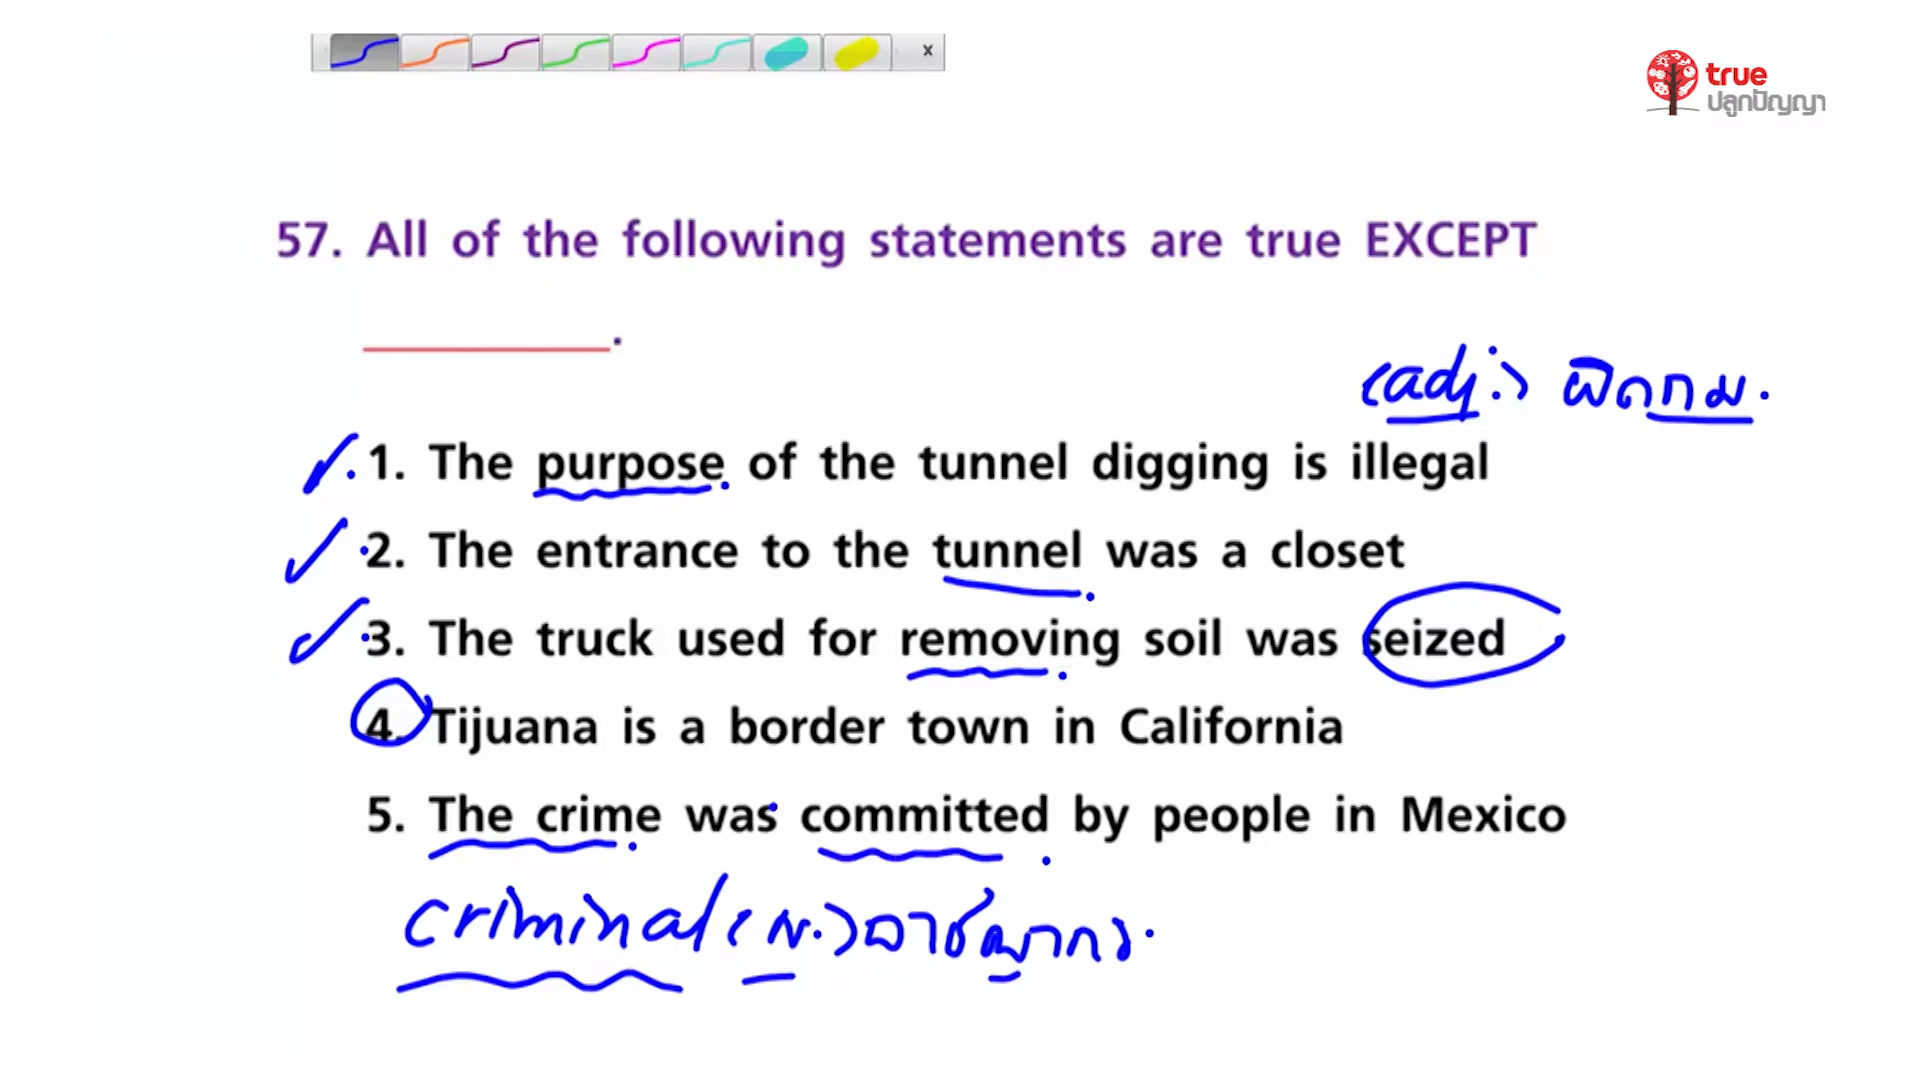 x
true
ปลูกปัญญา
57. All of the following statements are true EXCEPT
__________.
(adj.) ผิดกม.
1. The purpose of the tunnel digging is illegal
2. The entrance to the tunnel was a closet
3. The truck used for removing soil was seized
4. Tijuana is a border town in California
5. The crime was committed by people in Mexico
criminal (n.) อาชญากร